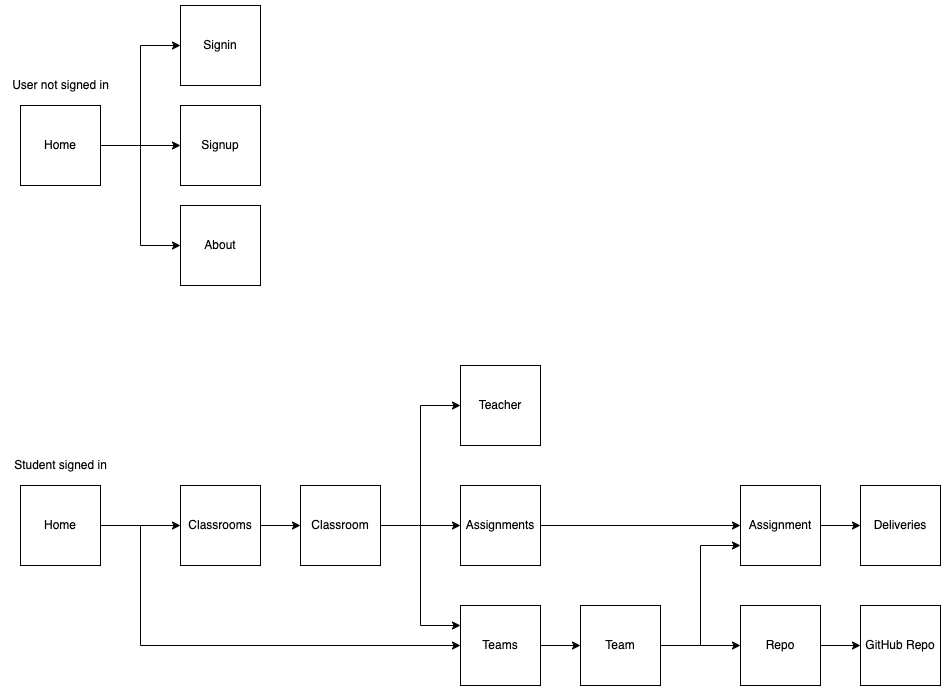 Signin
User not signed in
Home
Signup
About
Teacher
Student signed in
Home
Classrooms
Classroom
Assignments
Assignment
Deliveries
Teams
Team
Repo
GitHub Repo